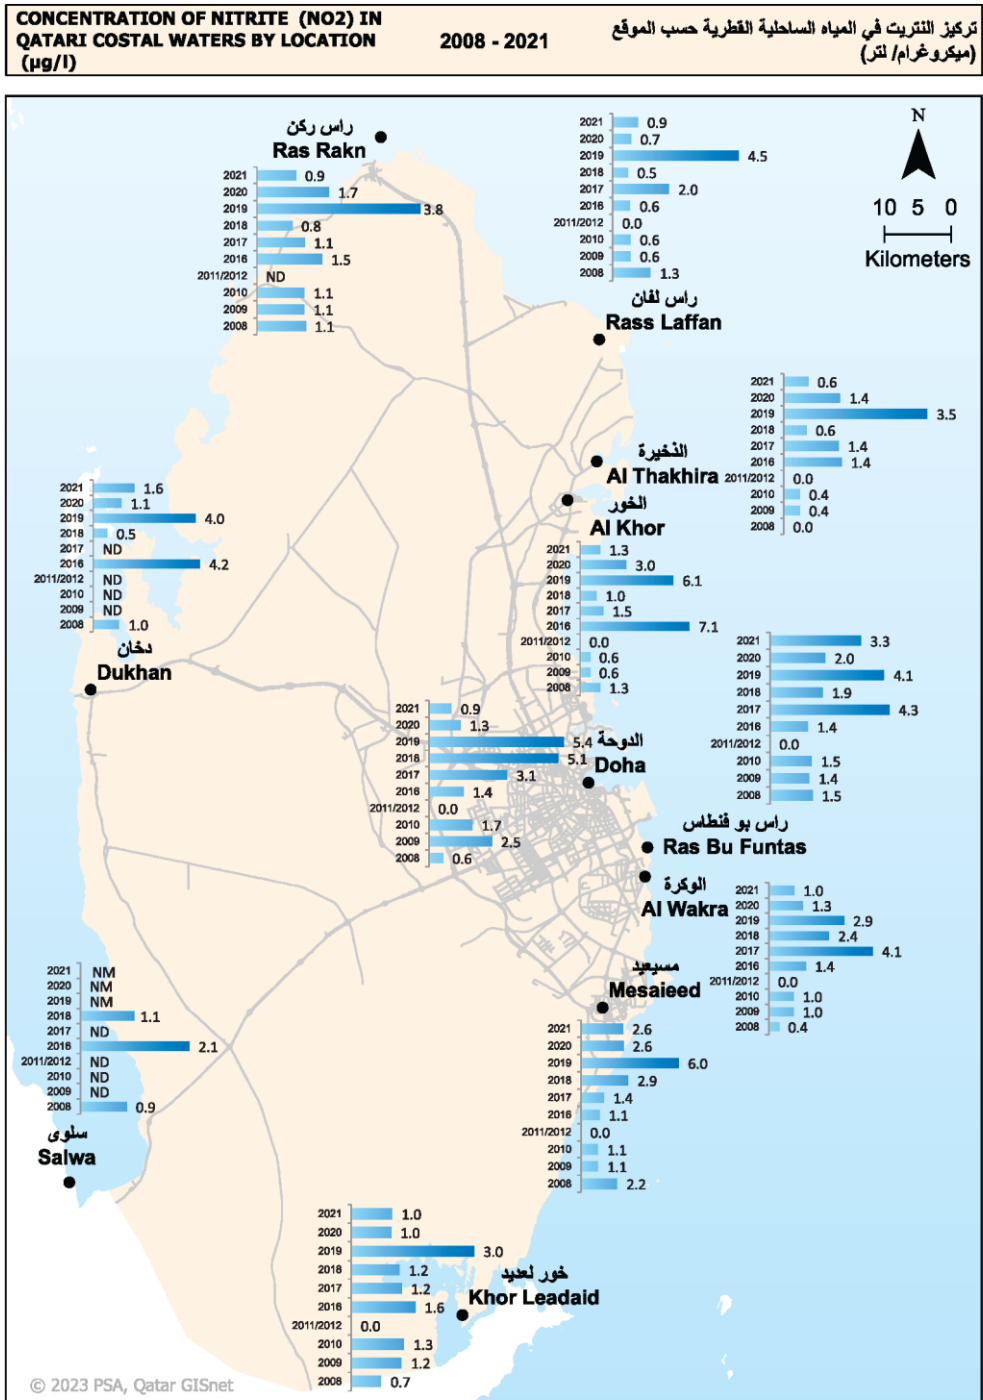 CONCENTRATION OF NITRITE (NO2) IN
QATARI COSTAL WATERS BY LOCATION
(µg/l)
2008 - 2021
تركيز النتريت في المياه الساحلية القطرية حسب الموقع
(ميكروغرام/ لتر)
N
10 5 0
Kilometers
راس ركن
Ras Rakn
2021 0.9
2020 1.7
2019 3.8
2018 0.8
2017 1.1
2016 1.5
2011/2012 ND
2010 1.1
2009 1.1
2008 1.1
2021 0.9
2020 0.7
2019 4.5
2018 0.5
2017 2.0
2016 0.6
2011/2012 0.0
2010 0.6
2009 0.6
2008 1.3
راس لفان
Rass Laffan
2021 0.6
2020 1.4
2019 3.5
2018 0.6
2017 1.4
2016 1.4
2011/2012 0.0
2010 0.4
2009 0.4
2008 0.0
الذخيرة
Al Thakhira
الخور
Al Khor
2021 1.3
2020 3.0
2019 6.1
2018 1.0
2017 1.5
2016 7.1
2011/2012 0.0
2010 0.6
2009 0.6
2008 1.3
2021 1.6
2020 1.1
2019 4.0
2018 0.5
2017 ND
2016 4.2
2011/2012 ND
2010 ND
2009 ND
2008 1.0
دخان
Dukhan
2021 3.3
2020 2.0
2019 4.1
2018 1.9
2017 4.3
2016 1.4
2011/2012 0.0
2010 1.5
2009 1.4
2008 1.5
راس بو فنطاس
Ras Bu Funtas
2021 0.9
2020 1.3
2019 5.4
2018 5.1
2017 3.1
2016 1.4
2011/2012 0.0
2010 1.7
2009 2.5
2008 0.6
الدوحة
Doha
الوكرة
Al Wakra
2021 1.0
2020 1.3
2019 2.9
2018 2.4
2017 4.1
2016 1.4
2011/2012 0.0
2010 1.0
2009 1.0
2008 0.4
مسيعيد
Mesaieed
2021 2.6
2020 2.6
2019 6.0
2018 2.9
2017 1.4
2016 1.1
2011/2012 0.0
2010 1.1
2009 1.1
2008 2.2
2021 NM
2020 NM
2019 NM
2018 1.1
2017 ND
2016 2.1
2011/2012 ND
2010 ND
2009 ND
2008 0.9
سلوى
Salwa
2021 1.0
2020 1.0
2019 3.0
2018 1.2
2017 1.2
2016 1.6
2011/2012 0.0
2010 1.3
2009 1.2
2008 0.7
خور لعديد
Khor Leadaid
© 2023 PSA, Qatar GISnet